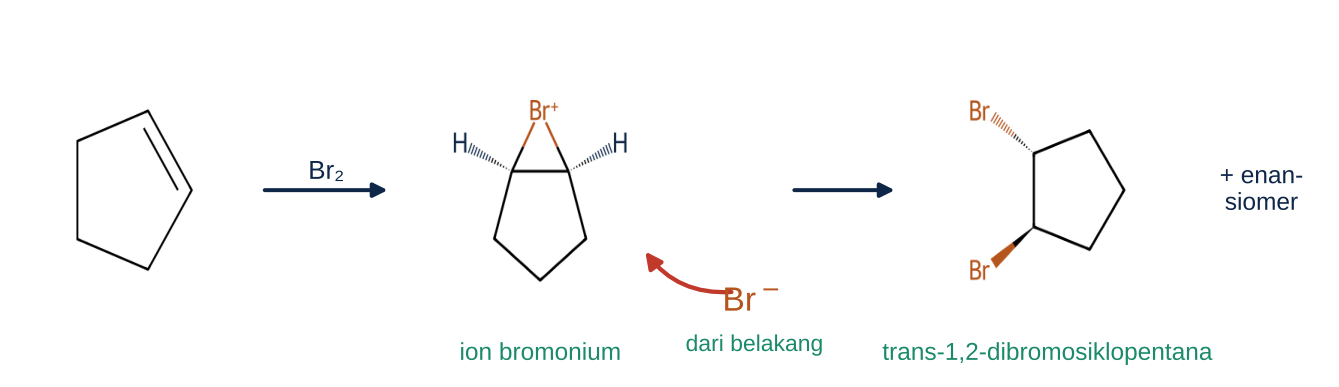 Br₂
Br⁺
H
H
Br⁻
dari belakang
ion bromonium
Br
Br
trans-1,2-dibromosiklopentana
+ enan-
siomer